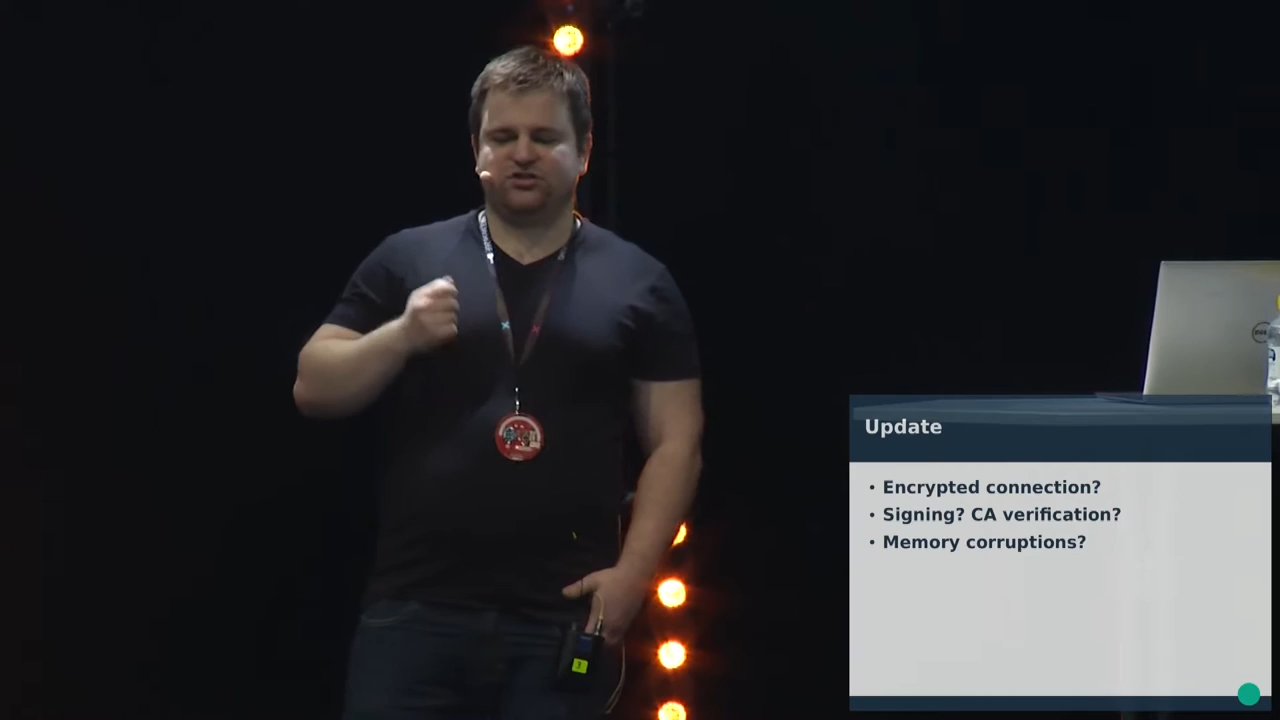 Update
• Encrypted connection?
• Signing? CA verification?
• Memory corruptions?